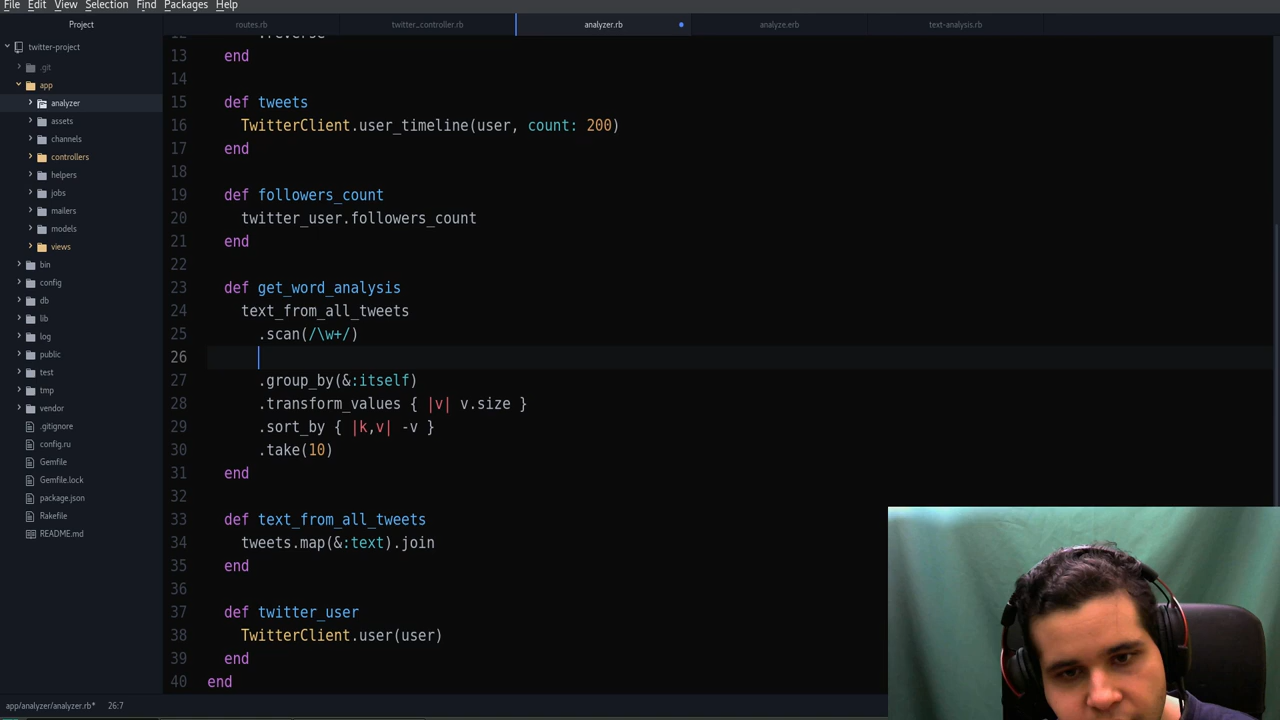 File Edit View Selection Find Packages Help
Project
routes.rb
twitter_controller.rb
analyzer.rb
analyze.erb
text-analysis.rb
twitter-project
.git
app
analyzer
assets
channels
controllers
helpers
jobs
mailers
models
views
bin
config
db
lib
log
public
test
tmp
vendor
.gitignore
config.ru
Gemfile
Gemfile.lock
package.json
Rakefile
README.md
12 .reverse
13 end
14
15 def tweets
16 TwitterClient.user_timeline(user, count: 200)
17 end
18
19 def followers_count
20 twitter_user.followers_count
21 end
22
23 def get_word_analysis
24 text_from_all_tweets
25 .scan(/\w+/)
26
27 .group_by(&:itself)
28 .transform_values { |v| v.size }
29 .sort_by { |k,v| -v }
30 .take(10)
31 end
32
33 def text_from_all_tweets
34 tweets.map(&:text).join
35 end
36
37 def twitter_user
38 TwitterClient.user(user)
39 end
40 end
app/analyzer/analyzer.rb* 26:7